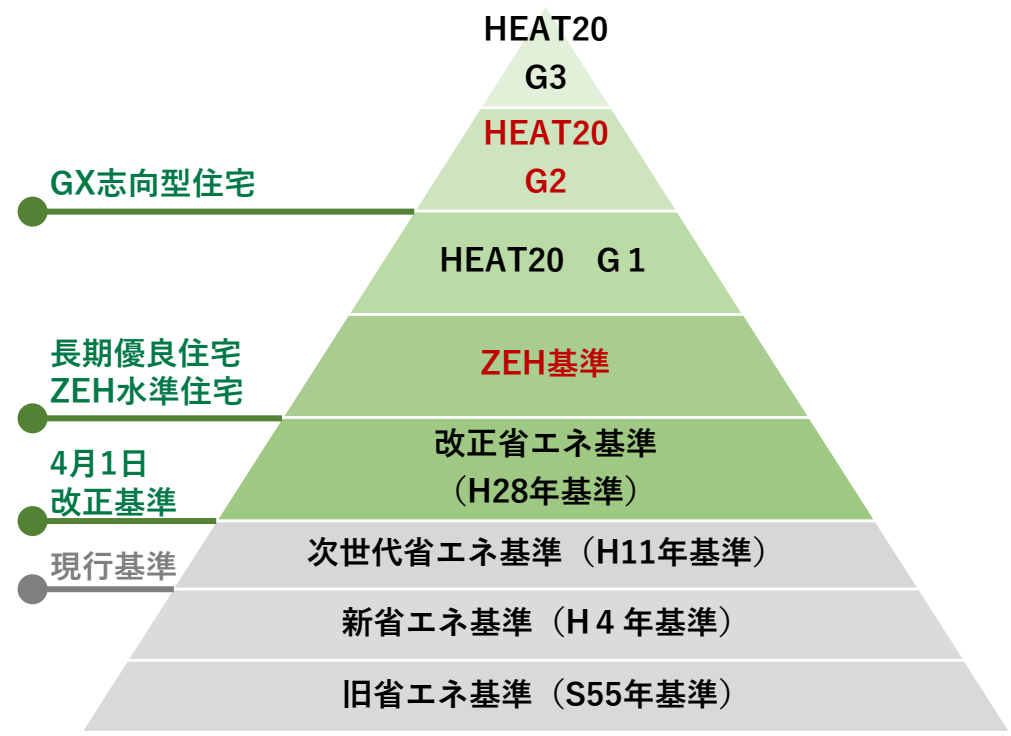 HEAT20
G3
HEAT20
G2
GX志向型住宅
HEAT20　G１
長期優良住宅
ZEH水準住宅
ZEH基準
改正省エネ基準
（H28年基準）
4月1日
改正基準
次世代省エネ基準（H11年基準）
現行基準
新省エネ基準（H４年基準）
旧省エネ基準（S55年基準）